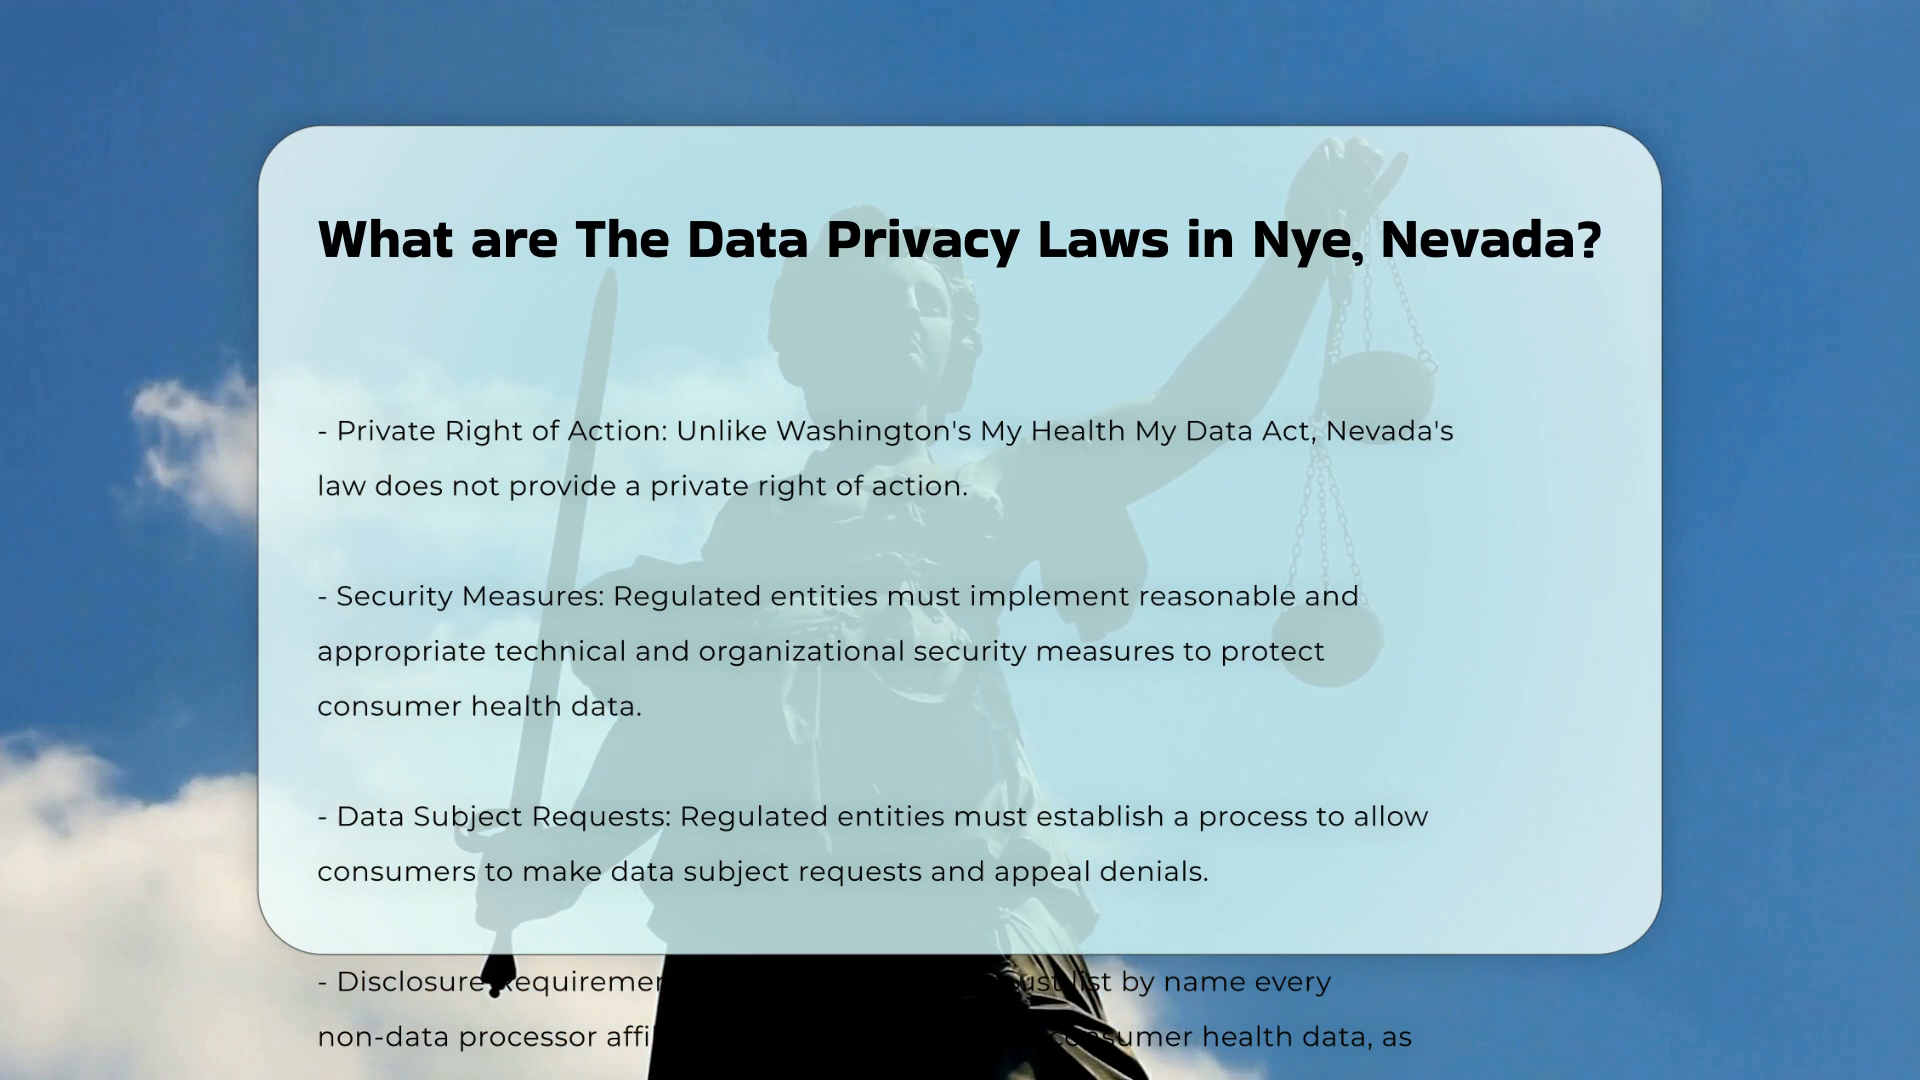 What are The Data Privacy Laws in Nye, Nevada?
- Private Right of Action: Unlike Washington's My Health My Data Act, Nevada's
law does not provide a private right of action.
- Security Measures: Regulated entities must implement reasonable and
appropriate technical and organizational security measures to protect
consumer health data.
- Data Subject Requests: Regulated entities must establish a process to allow
consumers to make data subject requests and appeal denials.
- Disclosure list by name every
non-data processor consumer health data, as